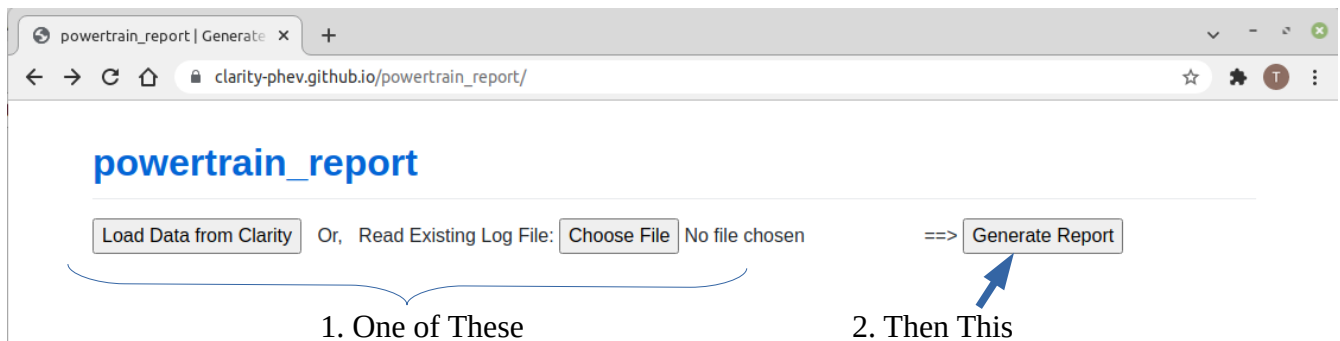 powertrain_report | Generate
clarity-phev.github.io/powertrain_report/
T
powertrain_report
Load Data from Clarity Or, Read Existing Log File: Choose File No file chosen ==> Generate Report
1. One of These 2. Then This